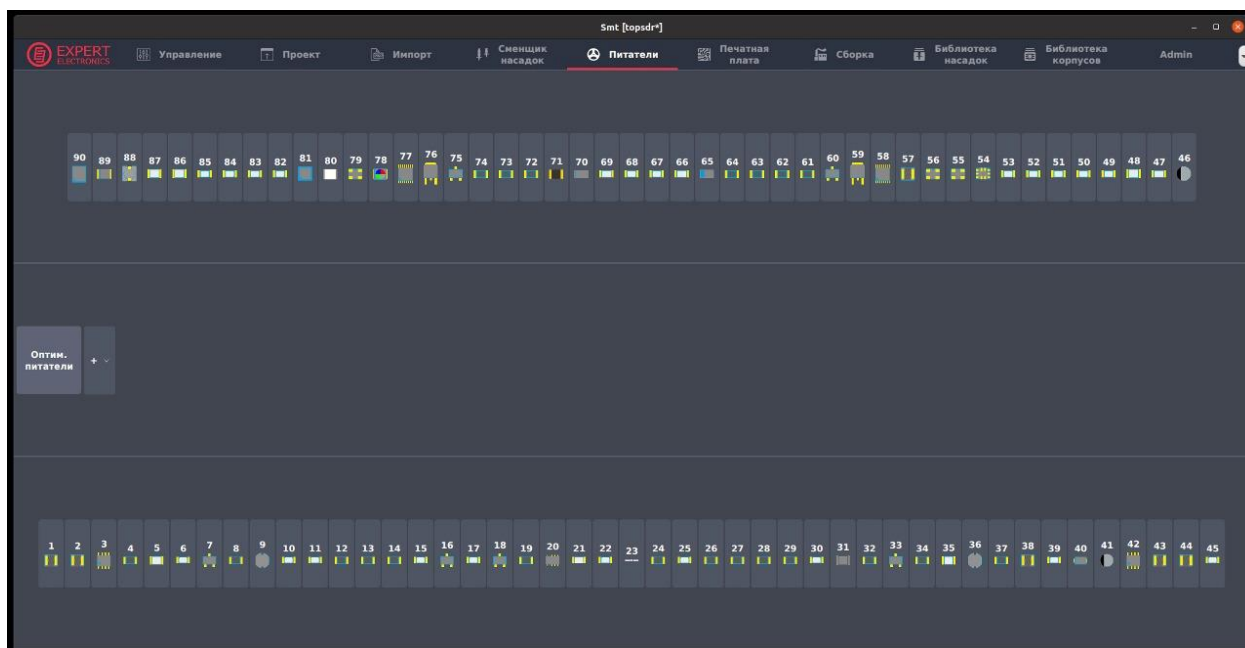 Smt [topsdr*]
EXPERT
ELECTRONICS
Управление
Проект
Импорт
Сменщик
насадок
Питатели
Печатная
плата
Сборка
Библиотека
насадок
Библиотека
корпусов
Admin
90 89 88 87 86 85 84 83 82 81 80 79 78 77 76 75 74 73 72 71 70 69 68 67 66 65 64 63 62 61 60 59 58 57 56 55 54 53 52 51 50 49 48 47 46
Оптим.
питатели
+
1 2 3 4 5 6 7 8 9 10 11 12 13 14 15 16 17 18 19 20 21 22 23 24 25 26 27 28 29 30 31 32 33 34 35 36 37 38 39 40 41 42 43 44 45